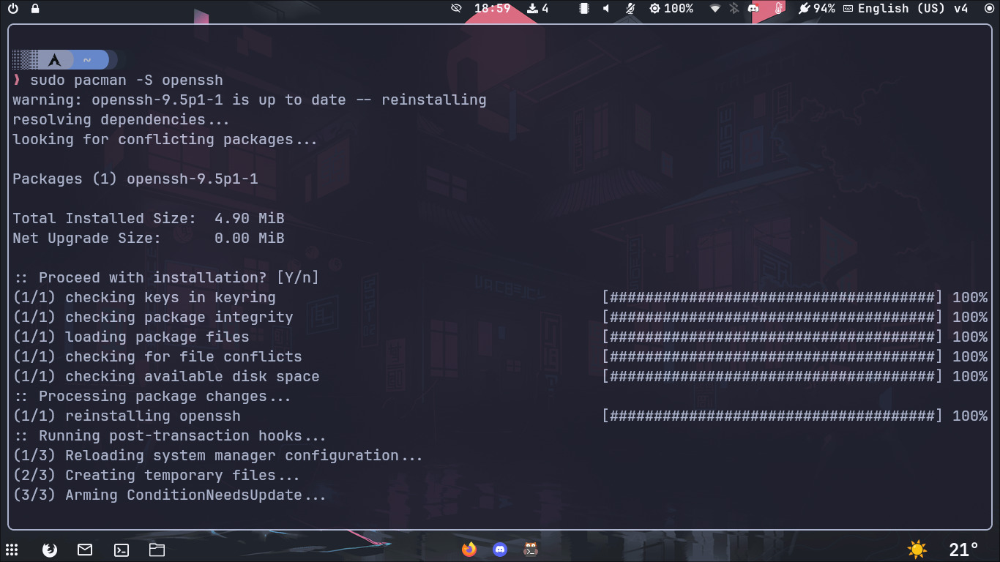 18:59 4 100% 94% English (US) v4
~
❯ sudo pacman -S openssh
warning: openssh-9.5p1-1 is up to date -- reinstalling
resolving dependencies...
looking for conflicting packages...
Packages (1) openssh-9.5p1-1
Total Installed Size:  4.90 MiB
Net Upgrade Size:      0.00 MiB
:: Proceed with installation? [Y/n]
(1/1) checking keys in keyring [#####################################] 100%
(1/1) checking package integrity [#####################################] 100%
(1/1) loading package files [#####################################] 100%
(1/1) checking for file conflicts [#####################################] 100%
(1/1) checking available disk space [#####################################] 100%
:: Processing package changes...
(1/1) reinstalling openssh [#####################################] 100%
:: Running post-transaction hooks...
(1/3) Reloading system manager configuration...
(2/3) Creating temporary files...
(3/3) Arming ConditionNeedsUpdate...
21°